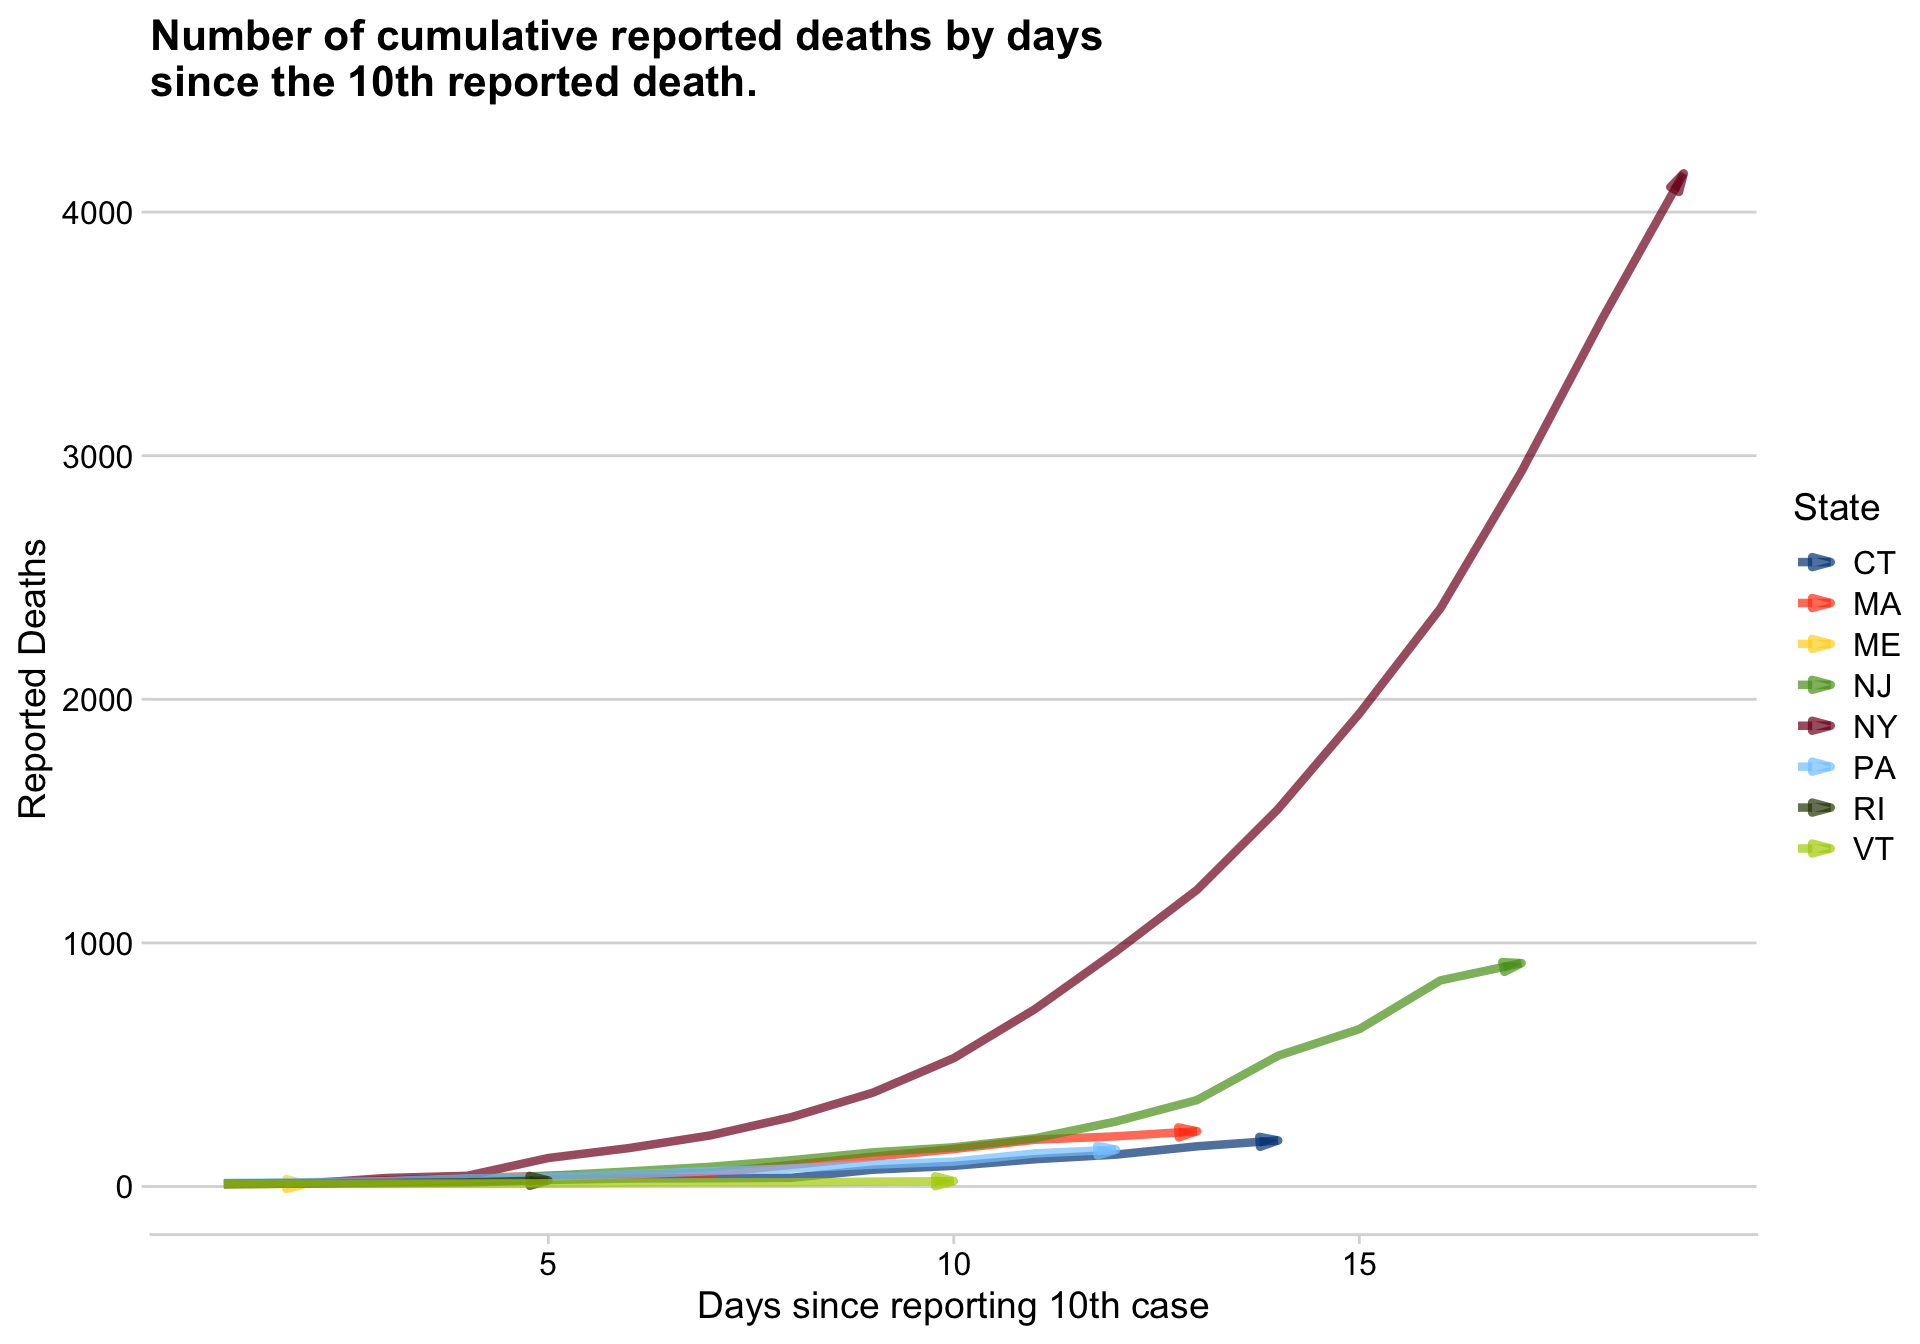 Number of cumulative reported deaths by days
since the 10th reported death.
4000
3000
2000
1000
0
Reported Deaths
5
10
15
Days since reporting 10th case
State
CT
MA
ME
NJ
NY
PA
RI
VT